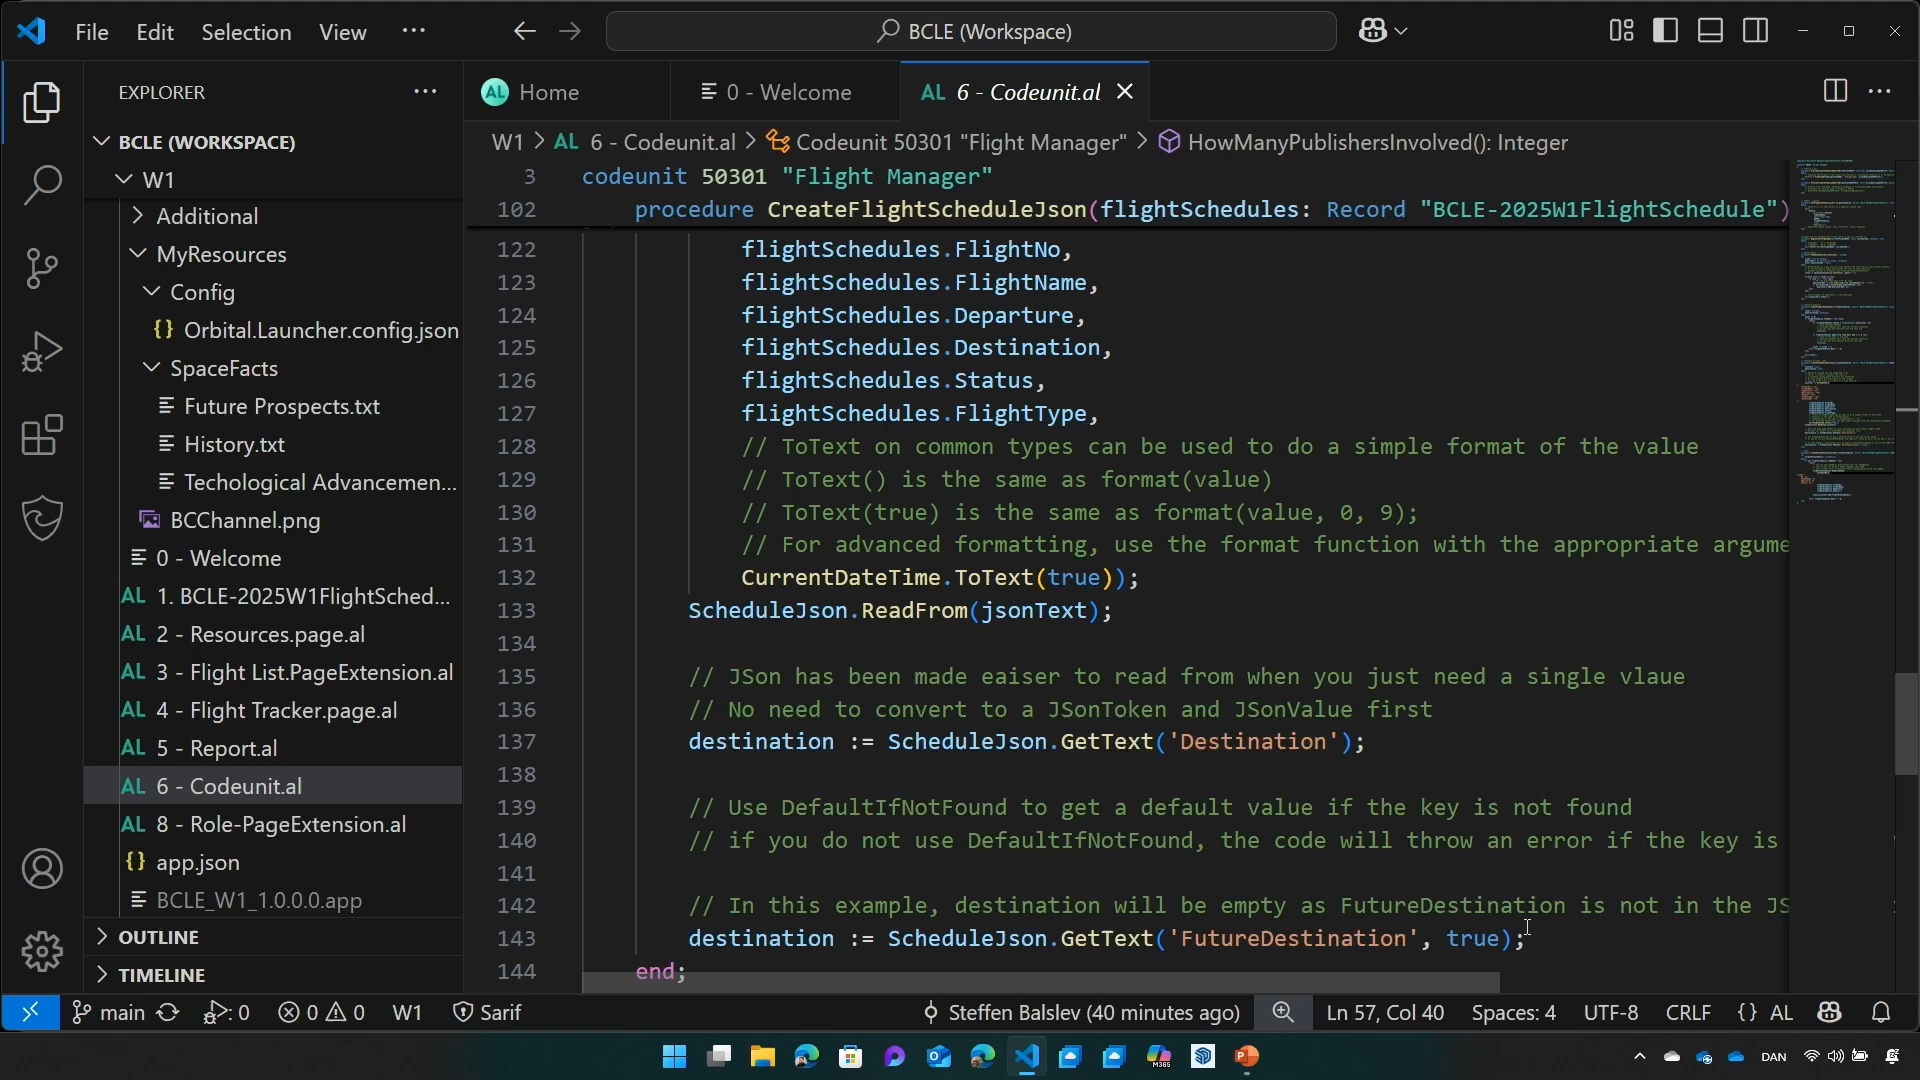 File Edit Selection View ···
BCLE (Workspace)
EXPLORER
AL Home
0 - Welcome
AL 6 - Codeunit.al
BCLE (WORKSPACE)
W1 > AL 6 - Codeunit.al > Codeunit 50301 "Flight Manager" > HowManyPublishersInvolved(): Integer
W1
Additional
MyResources
Config
{} Orbital.Launcher.config.json
SpaceFacts
Future Prospects.txt
History.txt
Techological Advancemen...
BCChannel.png
0 - Welcome
AL 1. BCLE-2025W1FlightSched...
AL 2 - Resources.page.al
AL 3 - Flight List.PageExtension.al
AL 4 - Flight Tracker.page.al
AL 5 - Report.al
AL 6 - Codeunit.al
AL 8 - Role-PageExtension.al
{} app.json
BCLE_W1_1.0.0.0.app
OUTLINE
TIMELINE
3 codeunit 50301 "Flight Manager"
102 procedure CreateFlightScheduleJson(flightSchedules: Record "BCLE-2025W1FlightSchedule")
122 flightSchedules.FlightNo,
123 flightSchedules.FlightName,
124 flightSchedules.Departure,
125 flightSchedules.Destination,
126 flightSchedules.Status,
127 flightSchedules.FlightType,
128 // ToText on common types can be used to do a simple format of the value
129 // ToText() is the same as format(value)
130 // ToText(true) is the same as format(value, 0, 9);
131 // For advanced formatting, use the format function with the appropriate argume
132 CurrentDateTime.ToText(true));
133 ScheduleJson.ReadFrom(jsonText);
134
135 // JSon has been made eaiser to read from when you just need a single vlaue
136 // No need to convert to a JSonToken and JSonValue first
137 destination := ScheduleJson.GetText('Destination');
138
139 // Use DefaultIfNotFound to get a default value if the key is not found
140 // if you do not use DefaultIfNotFound, the code will throw an error if the key is
141
142 // In this example, destination will be empty as FutureDestination is not in the JS
143 destination := ScheduleJson.GetText('FutureDestination', true);
144 end;
main : 0 0 0 W1 Sarif Steffen Balslev (40 minutes ago) Ln 57, Col 40 Spaces: 4 UTF-8 CRLF {} AL
M365
DAN